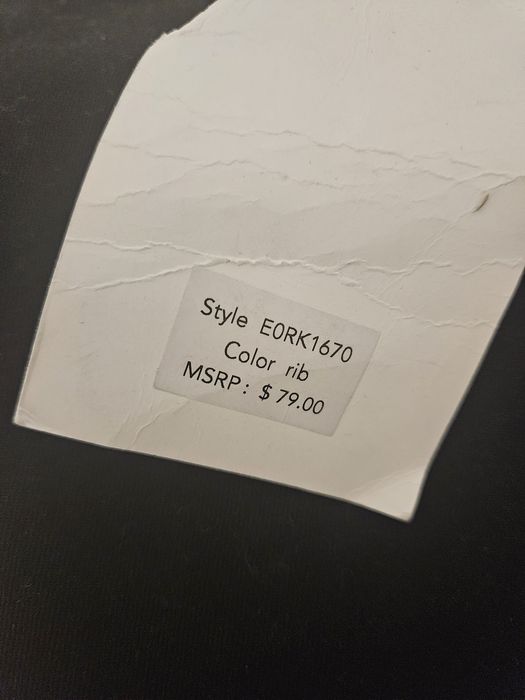 Style E0RK1670
Color rib
MSRP: $ 79.00